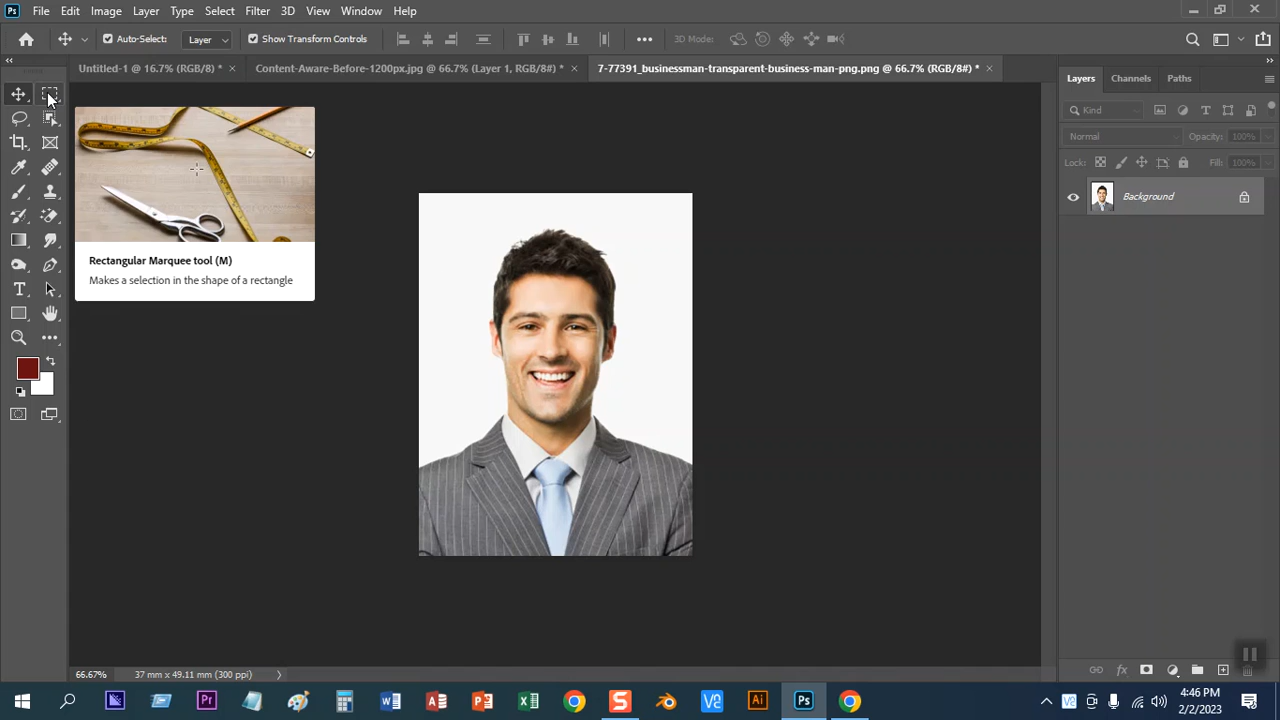 Ps File Edit Image Layer Type Select Filter 3D View Window Help
Auto-Select: Layer Show Transform Controls 3D Mode:
Untitled-1 @ 16.7% (RGB/8) * × Content-Aware-Before-1200px.jpg @ 66.7% (Layer 1, RGB/8#) * × 7-77391_businessman-transparent-business-man-png.png @ 66.7% (RGB/8#) * ×
Layers Channels Paths
Kind
Normal Opacity: 100%
Lock: Fill: 100%
Background
Rectangular Marquee tool (M)
Makes a selection in the shape of a rectangle
T
fx
66.67% 37 mm x 49.11 mm (300 ppi)
Pr Ai Ps
4:46 PM
2/2/2023